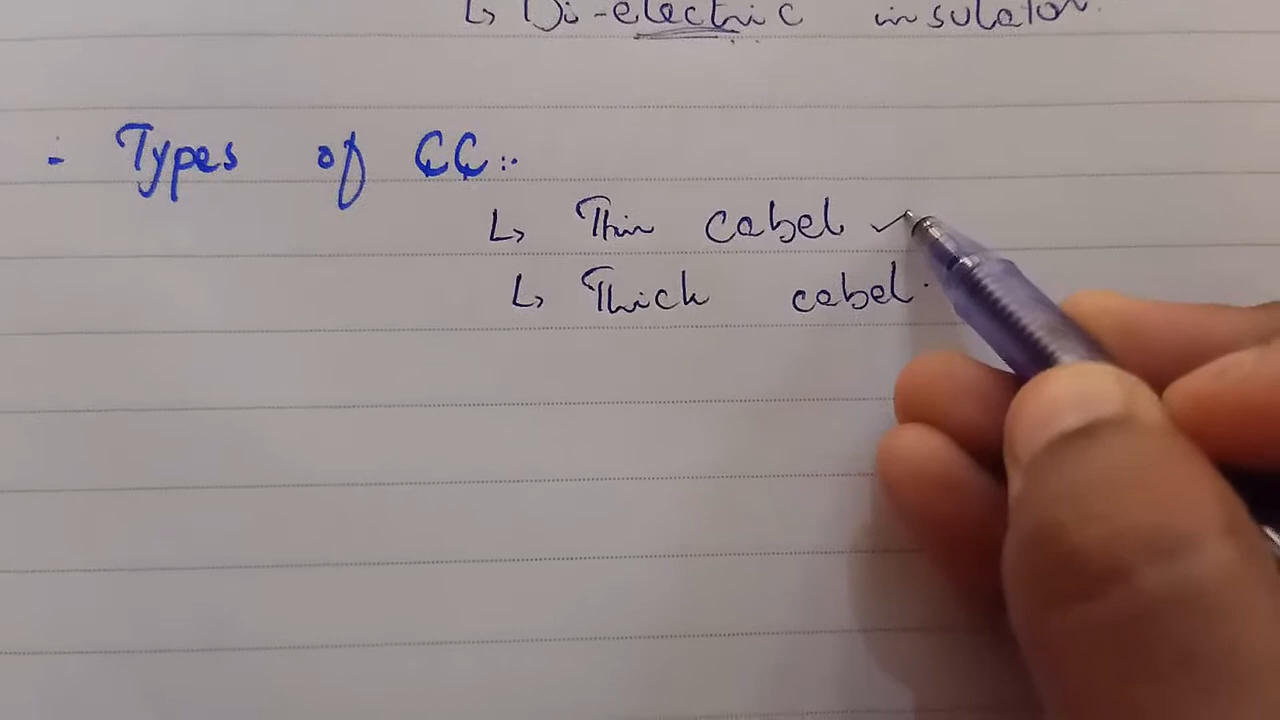 ↳ Di-electric insulator.
- Types of CC :-
↳ Thin cabel ✓
↳ Thick cabel.